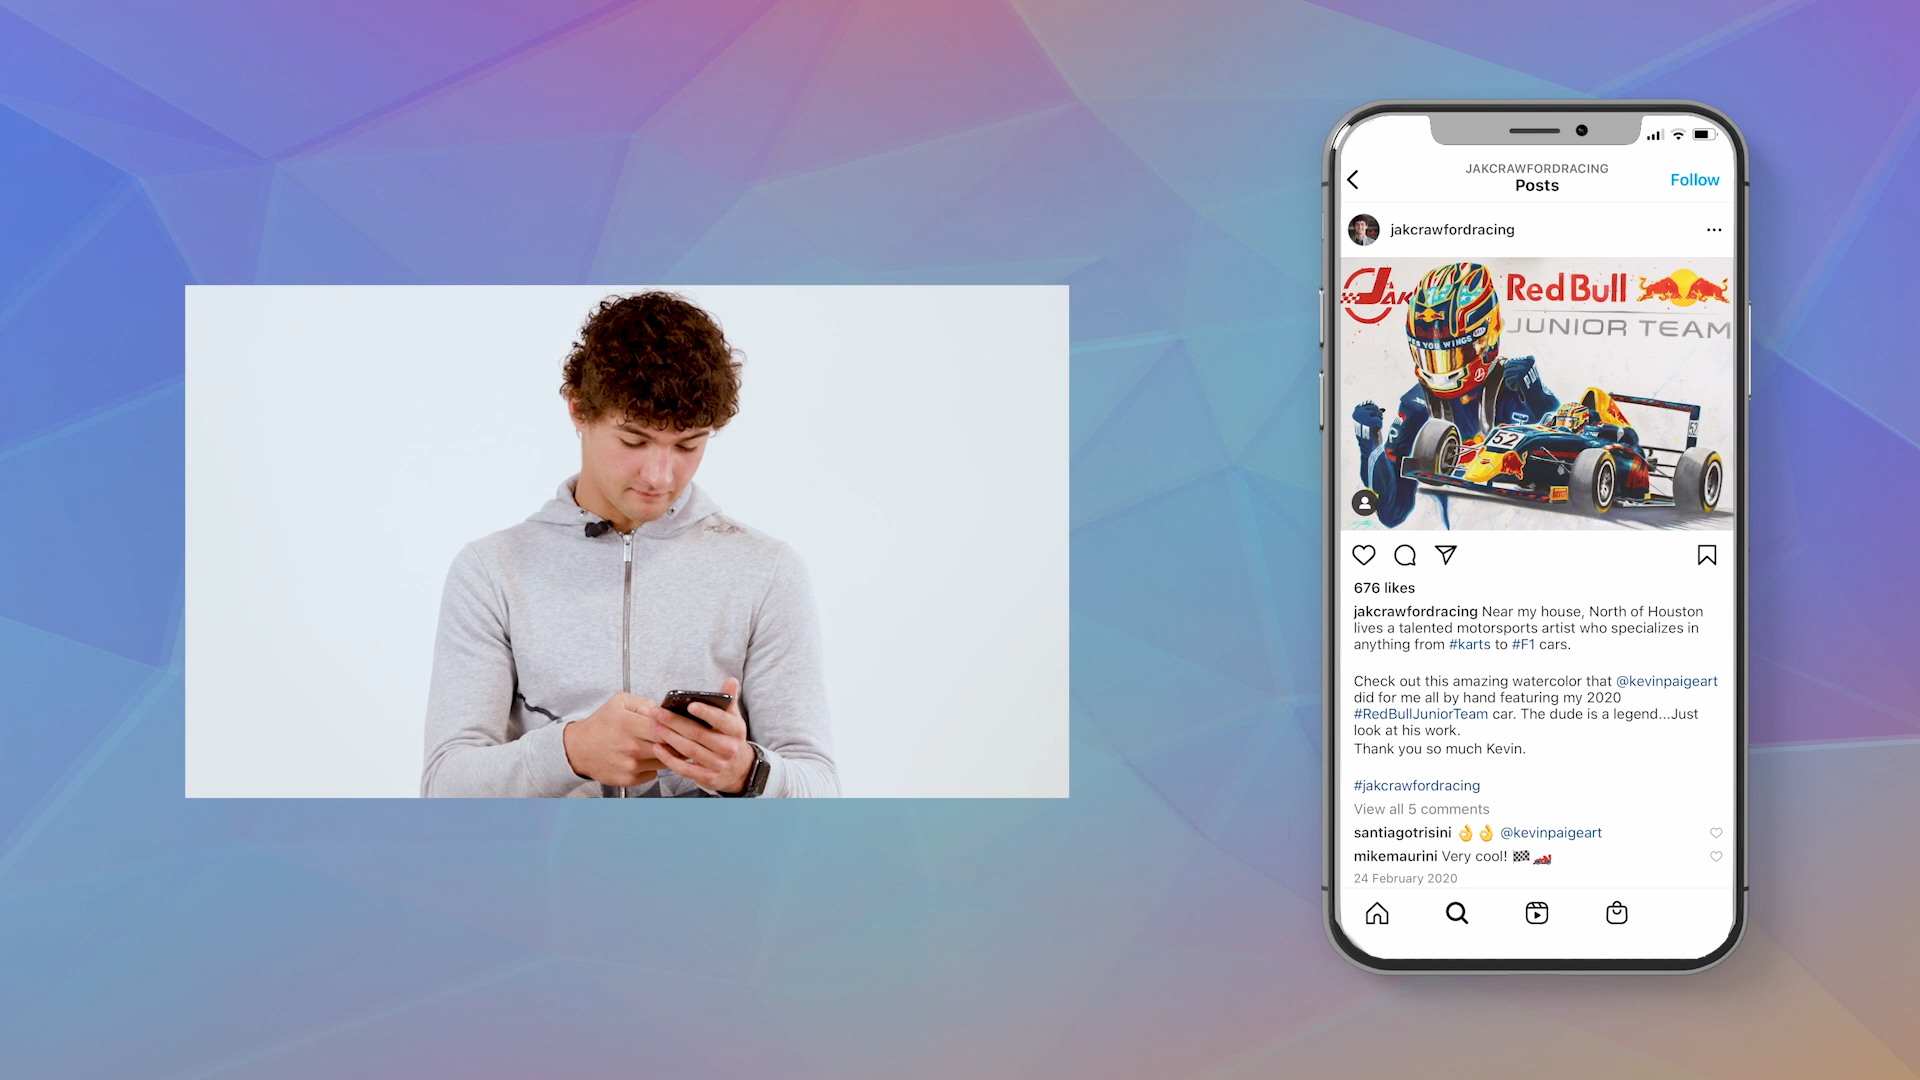 JAKCRAWFORDRACING
Posts
Follow
jakcrawfordracing
JAK
Red Bull
JUNIOR TEAM
52
52
676 likes
jakcrawfordracing Near my house, North of Houston
lives a talented motorsports artist who specializes in
anything from #karts to #F1 cars.
Check out this amazing watercolor that @kevinpaigeart
did for me all by hand featuring my 2020
#RedBullJuniorTeam car. The dude is a legend...Just
look at his work.
Thank you so much Kevin.
#jakcrawfordracing
View all 5 comments
santiagotrisini 👌👌 @kevinpaigeart
mikemaurini Very cool! 🏁🏎️
24 February 2020